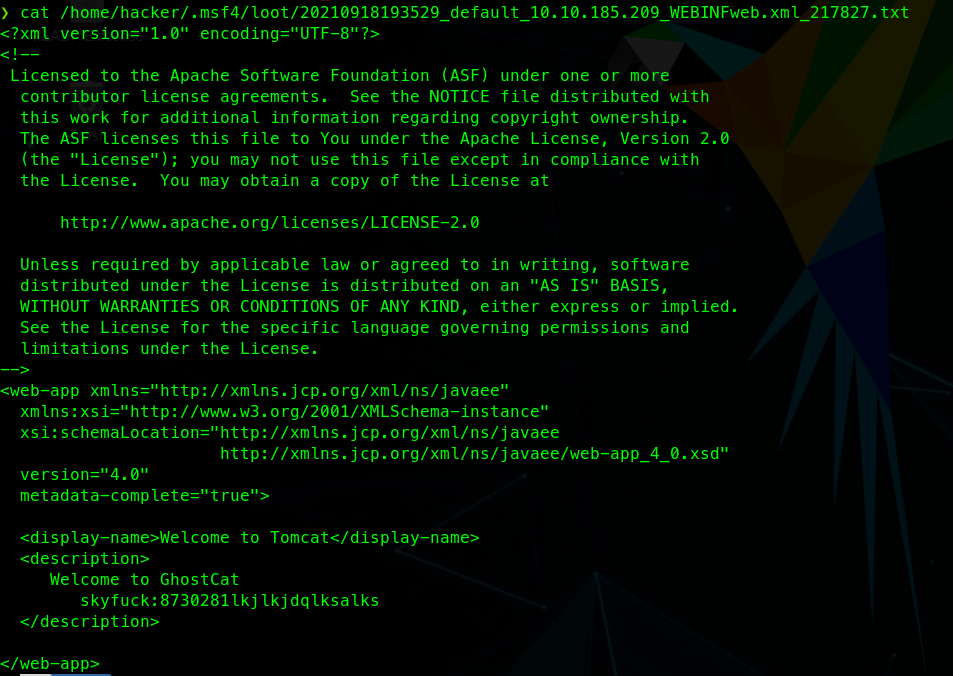 ❯ cat /home/hacker/.msf4/loot/20210918193529_default_10.10.185.209_WEBINFweb.xml_217827.txt
<?xml version="1.0" encoding="UTF-8"?>
<!--
 Licensed to the Apache Software Foundation (ASF) under one or more
  contributor license agreements.  See the NOTICE file distributed with
  this work for additional information regarding copyright ownership.
  The ASF licenses this file to You under the Apache License, Version 2.0
  (the "License"); you may not use this file except in compliance with
  the License.  You may obtain a copy of the License at

      http://www.apache.org/licenses/LICENSE-2.0

  Unless required by applicable law or agreed to in writing, software
  distributed under the License is distributed on an "AS IS" BASIS,
  WITHOUT WARRANTIES OR CONDITIONS OF ANY KIND, either express or implied.
  See the License for the specific language governing permissions and
  limitations under the License.
-->
<web-app xmlns="http://xmlns.jcp.org/xml/ns/javaee"
  xmlns:xsi="http://www.w3.org/2001/XMLSchema-instance"
  xsi:schemaLocation="http://xmlns.jcp.org/xml/ns/javaee
                      http://xmlns.jcp.org/xml/ns/javaee/web-app_4_0.xsd"
  version="4.0"
  metadata-complete="true">

  <display-name>Welcome to Tomcat</display-name>
  <description>
     Welcome to GhostCat
        skyfuck:8730281lkjlkjdqlksalks
  </description>

</web-app>